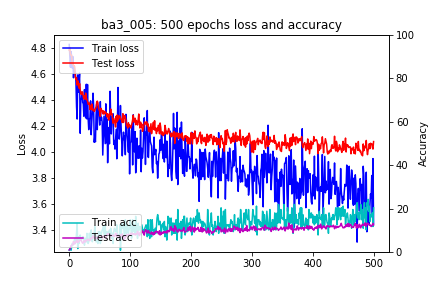 ba3_005: 500 epochs loss and accuracy
Train loss
Test loss
Train acc
Test acc
Loss
4.8
4.6
4.4
4.2
4.0
3.8
3.6
3.4
Accuracy
100
80
60
40
20
0
0 100 200 300 400 500